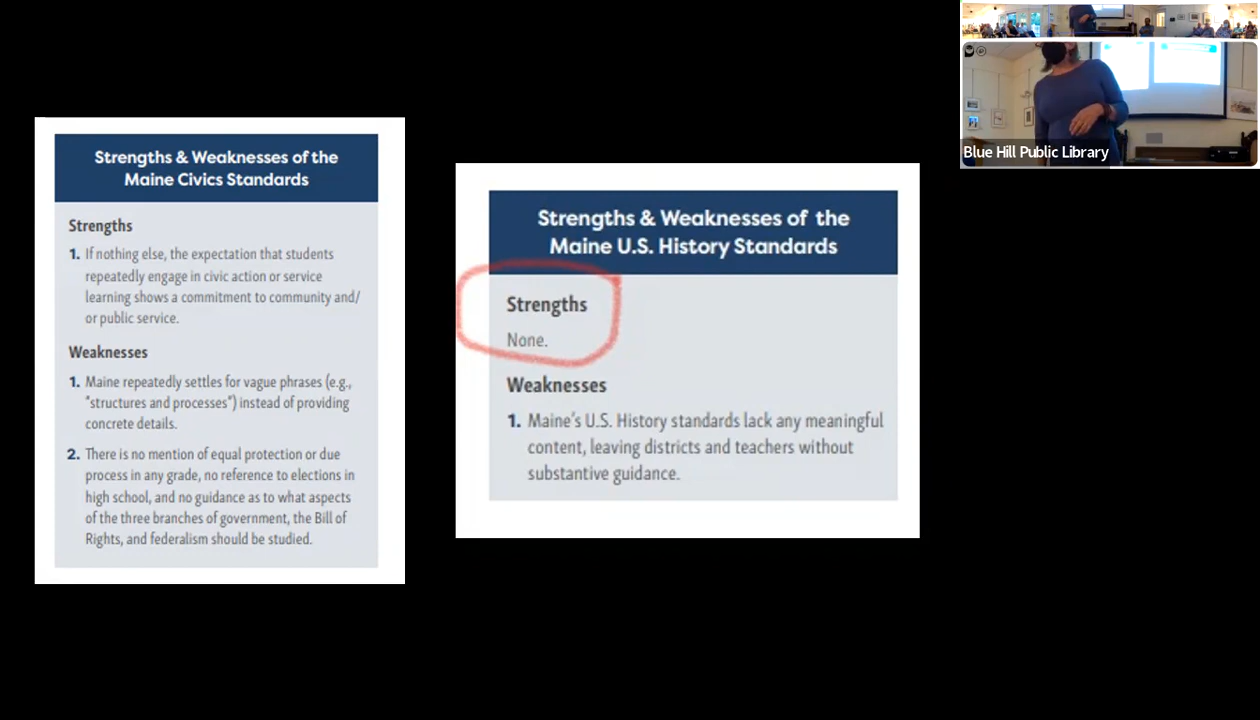 Strengths & Weaknesses of the
Maine Civics Standards
Strengths
1. If nothing else, the expectation that students
repeatedly engage in civic action or service
learning shows a commitment to community and/
or public service.
Weaknesses
1. Maine repeatedly settles for vague phrases (e.g.,
"structures and processes") instead of providing
concrete details.
2. There is no mention of equal protection or due
process in any grade, no reference to elections in
high school, and no guidance as to what aspects
of the three branches of government, the Bill of
Rights, and federalism should be studied.
Strengths & Weaknesses of the
Maine U.S. History Standards
Strengths
None.
Weaknesses
1. Maine's U.S. History standards lack any meaningful
content, leaving districts and teachers without
substantive guidance.
Blue Hill Public Library